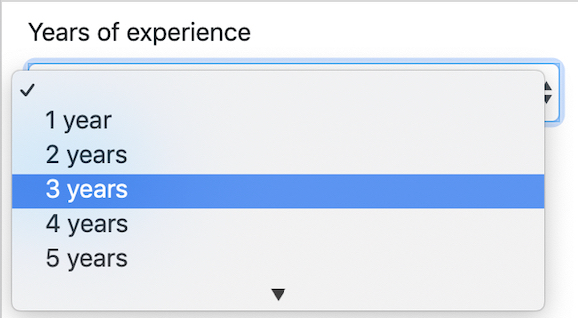 Years of experience
1 year
2 years
3 years
4 years
5 years